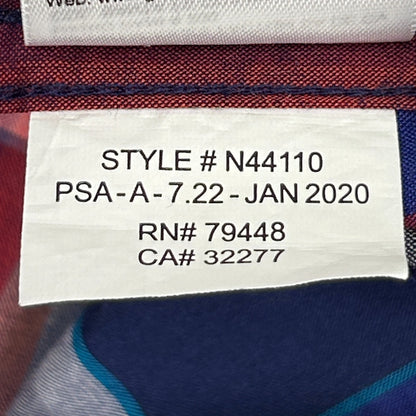 STYLE # N44110
PSA-A-7.22-JAN 2020
RN# 79448
CA# 32277